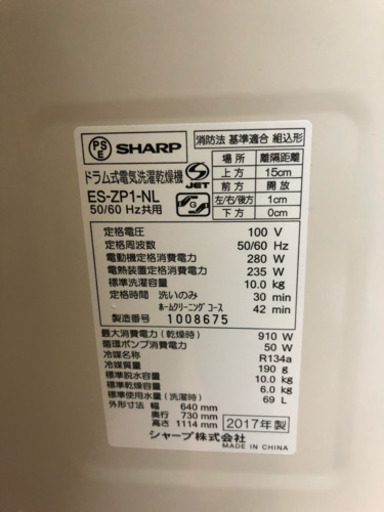 PS
E
SHARP
ドラム式電気洗濯乾燥機
JET
ES-ZP1-NL
50/60 Hz共用
消防法 基準適合 組込形
場所 離隔距離
上方 15cm
前方 開放
左/右/後方 1cm
下方 0cm
定格電圧 100 V
定格周波数 50/60 Hz
電動機定格消費電力 280 W
電熱装置定格消費電力 235 W
標準洗濯容量 10.0 kg
定格時間 洗いのみ 30 min
ホームクリーニングコース 42 min
製造番号 1008675
最大消費電力(乾燥時) 910 W
循環ポンプ消費電力 50 W
冷媒名称 R134a
冷媒質量 190 g
標準脱水容量 10.0 kg
標準乾燥容量 6.0 kg
標準使用水量(洗濯時) 69 L
外形寸法 幅 640 mm
奥行 730 mm
高さ 1114 mm
2017年製
シャープ株式会社
MADE IN CHINA